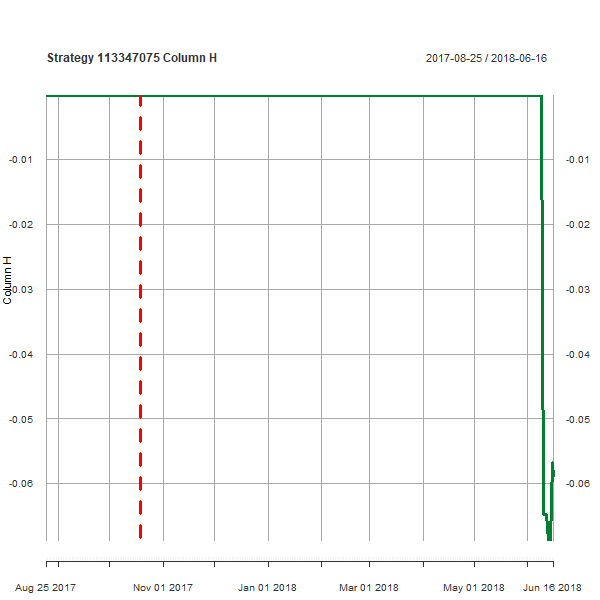 Strategy 113347075 Column H
2017-08-25 / 2018-06-16
-0.01 -0.01
-0.02 -0.02
Column H
-0.03 -0.03
-0.04 -0.04
-0.05 -0.05
-0.06 -0.06
Aug 25 2017 Nov 01 2017 Jan 01 2018 Mar 01 2018 May 01 2018 Jun 16 2018